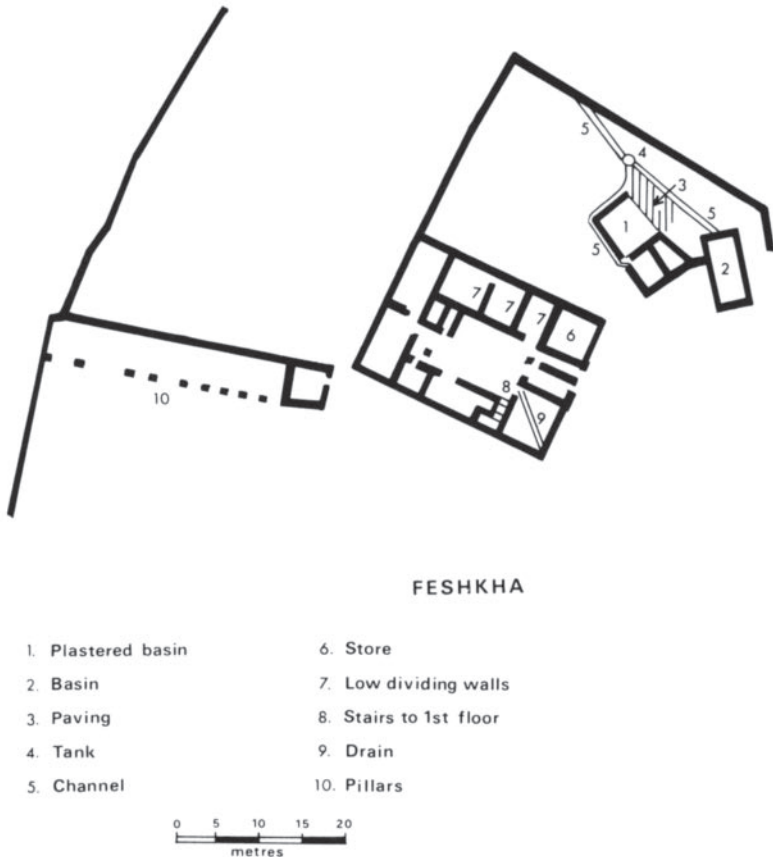 5
4
3
5
1
5
2
7
7
7
6
8
9
10
FESHKHA
1. Plastered basin
2. Basin
3. Paving
4. Tank
5. Channel
6. Store
7. Low dividing walls
8. Stairs to 1st floor
9. Drain
10. Pillars
0 5 10 15 20
metres